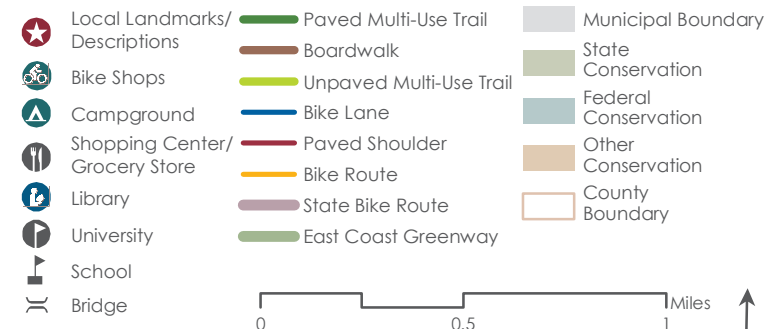 Local Landmarks/
Descriptions
Bike Shops
Campground
Shopping Center/
Grocery Store
Library
University
School
Bridge
Paved Multi-Use Trail
Boardwalk
Unpaved Multi-Use Trail
Bike Lane
Paved Shoulder
Bike Route
State Bike Route
East Coast Greenway
Municipal Boundary
State
Conservation
Federal
Conservation
Other
Conservation
County
Boundary
Miles
0 0.5 1